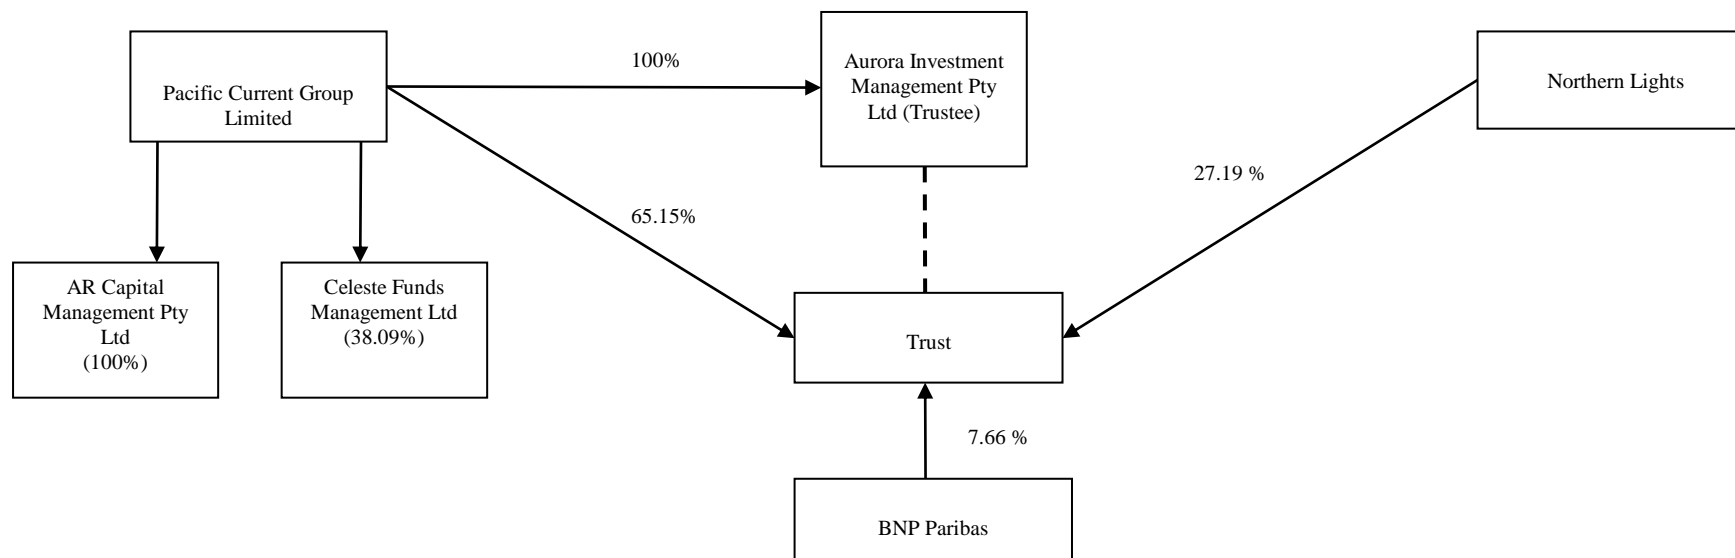 Pacific Current Group
Limited
100%
Aurora Investment
Management Pty
Ltd (Trustee)
Northern Lights
65.15%
27.19 %
AR Capital
Management Pty
Ltd
(100%)
Celeste Funds
Management Ltd
(38.09%)
Trust
7.66 %
BNP Paribas